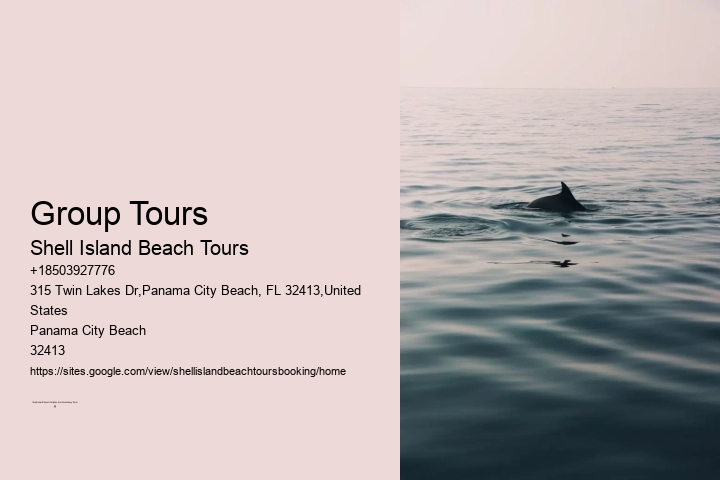 Group Tours
Shell Island Beach Tours
+18503927776
315 Twin Lakes Dr,Panama City Beach, FL 32413,United
States
Panama City Beach
32413
https://sites.google.com/view/shellislandbeachtoursbooking/home